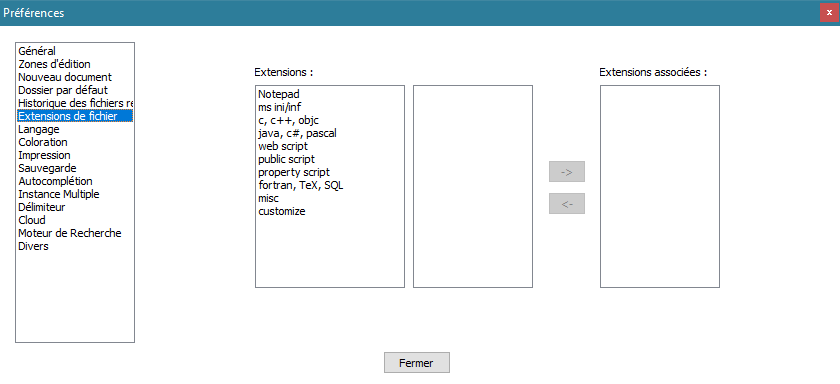 Préférences
x
Général
Zones d'édition
Nouveau document
Dossier par défaut
Historique des fichiers re
Extensions de fichier
Langage
Coloration
Impression
Sauvegarde
Autocomplétion
Instance Multiple
Délimiteur
Cloud
Moteur de Recherche
Divers
Extensions :
Notepad
ms ini/inf
c, c++, objc
java, c#, pascal
web script
public script
property script
fortran, TeX, SQL
misc
customize
->
<-
Extensions associées :
Fermer